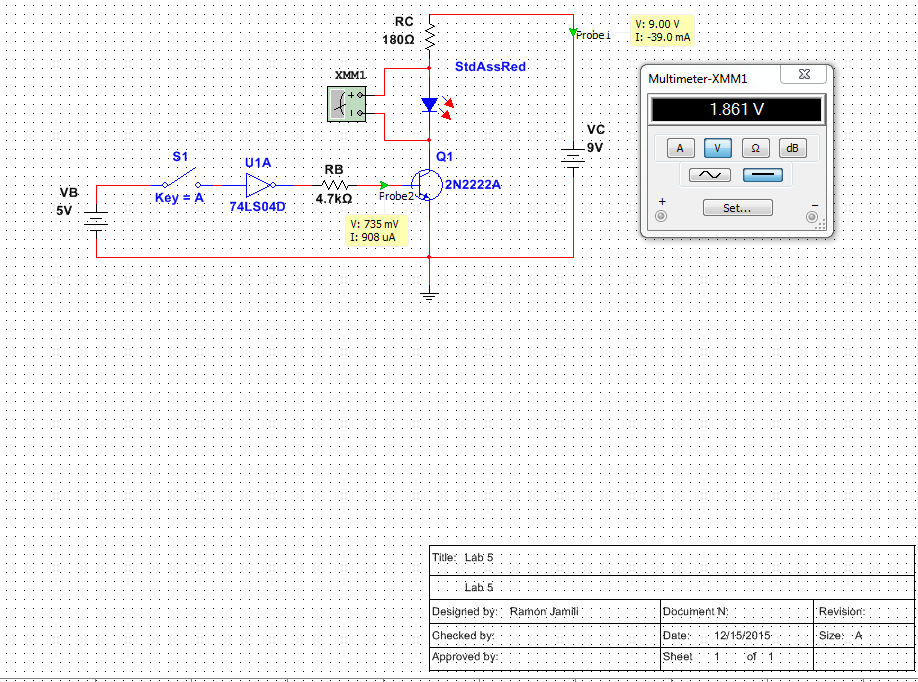 RC
180Ω
V: 9.00 V
I: -39.0 mA
Probe1
StdAssRed
XMM1
Multimeter-XMM1
1.861 V
A V Ω dB
Set...
+ −
VC
9V
Q1
2N2222A
S1
Key = A
U1A
74LS04D
RB
4.7kΩ
Probe2
VB
5V
V: 735 mV
I: 908 uA
Title: Lab 5
Lab 5
Designed by: Ramon Jamili
Document N:
Revision:
Checked by:
Date: 12/15/2015
Size: A
Approved by:
Sheet 1 of 1